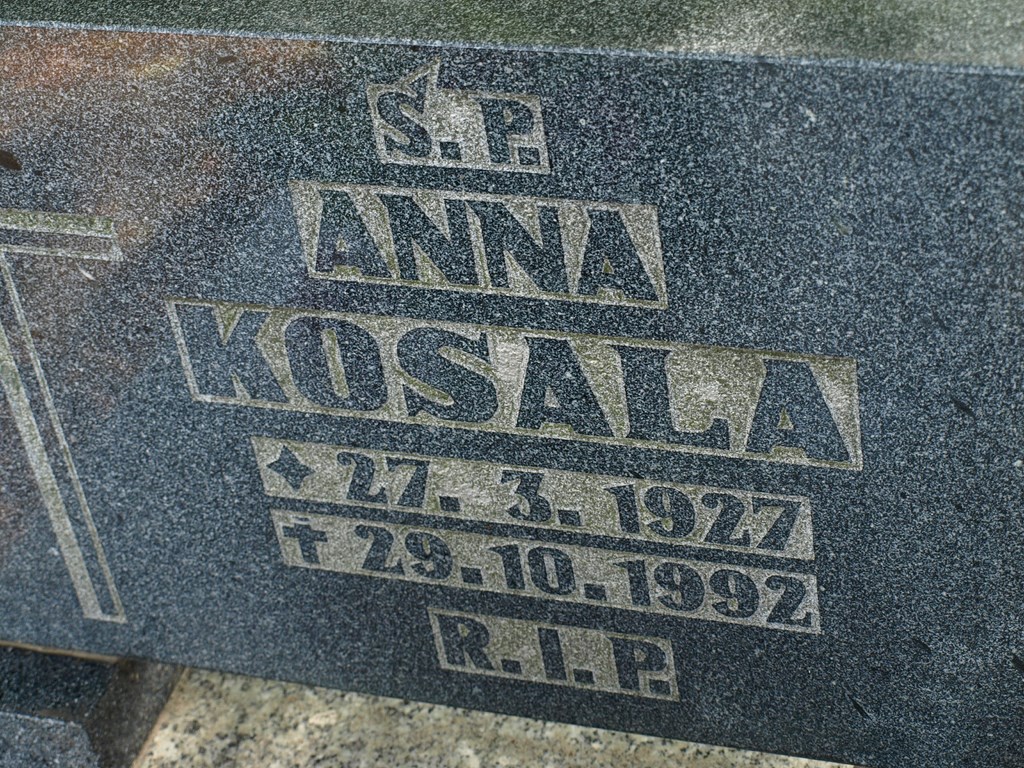 Ś. P.
ANNA
KOSALA
✦ 27. 3. 1927
✝ 29. 10. 1992
R. I. P.